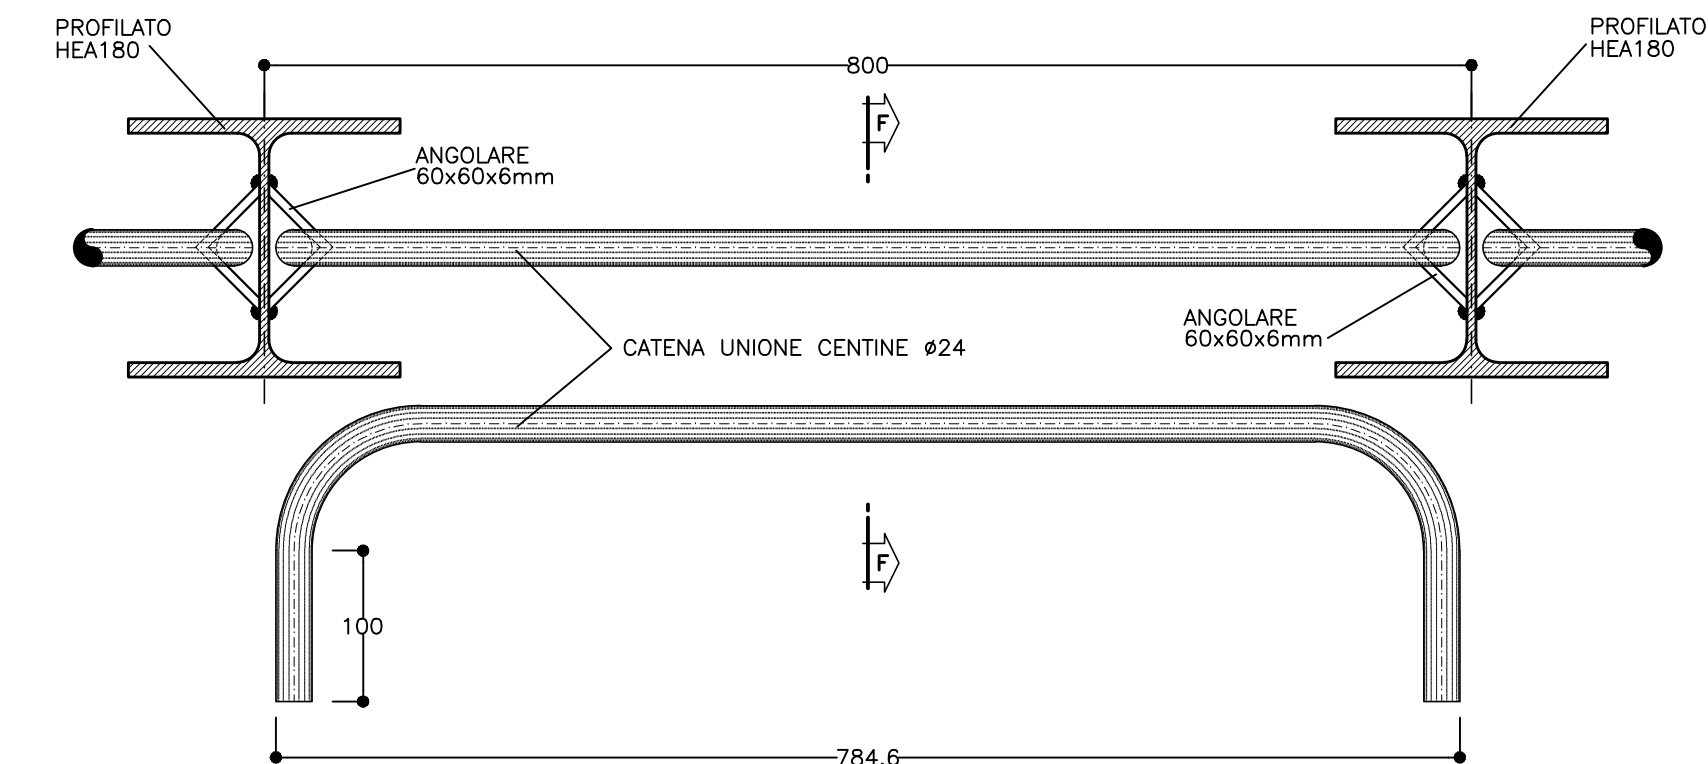 PROFILATO
HEA180
PROFILATO
HEA180
800
F
ANGOLARE
60x60x6mm
ANGOLARE
60x60x6mm
CATENA UNIONE CENTINE ø24
F
100
784.6